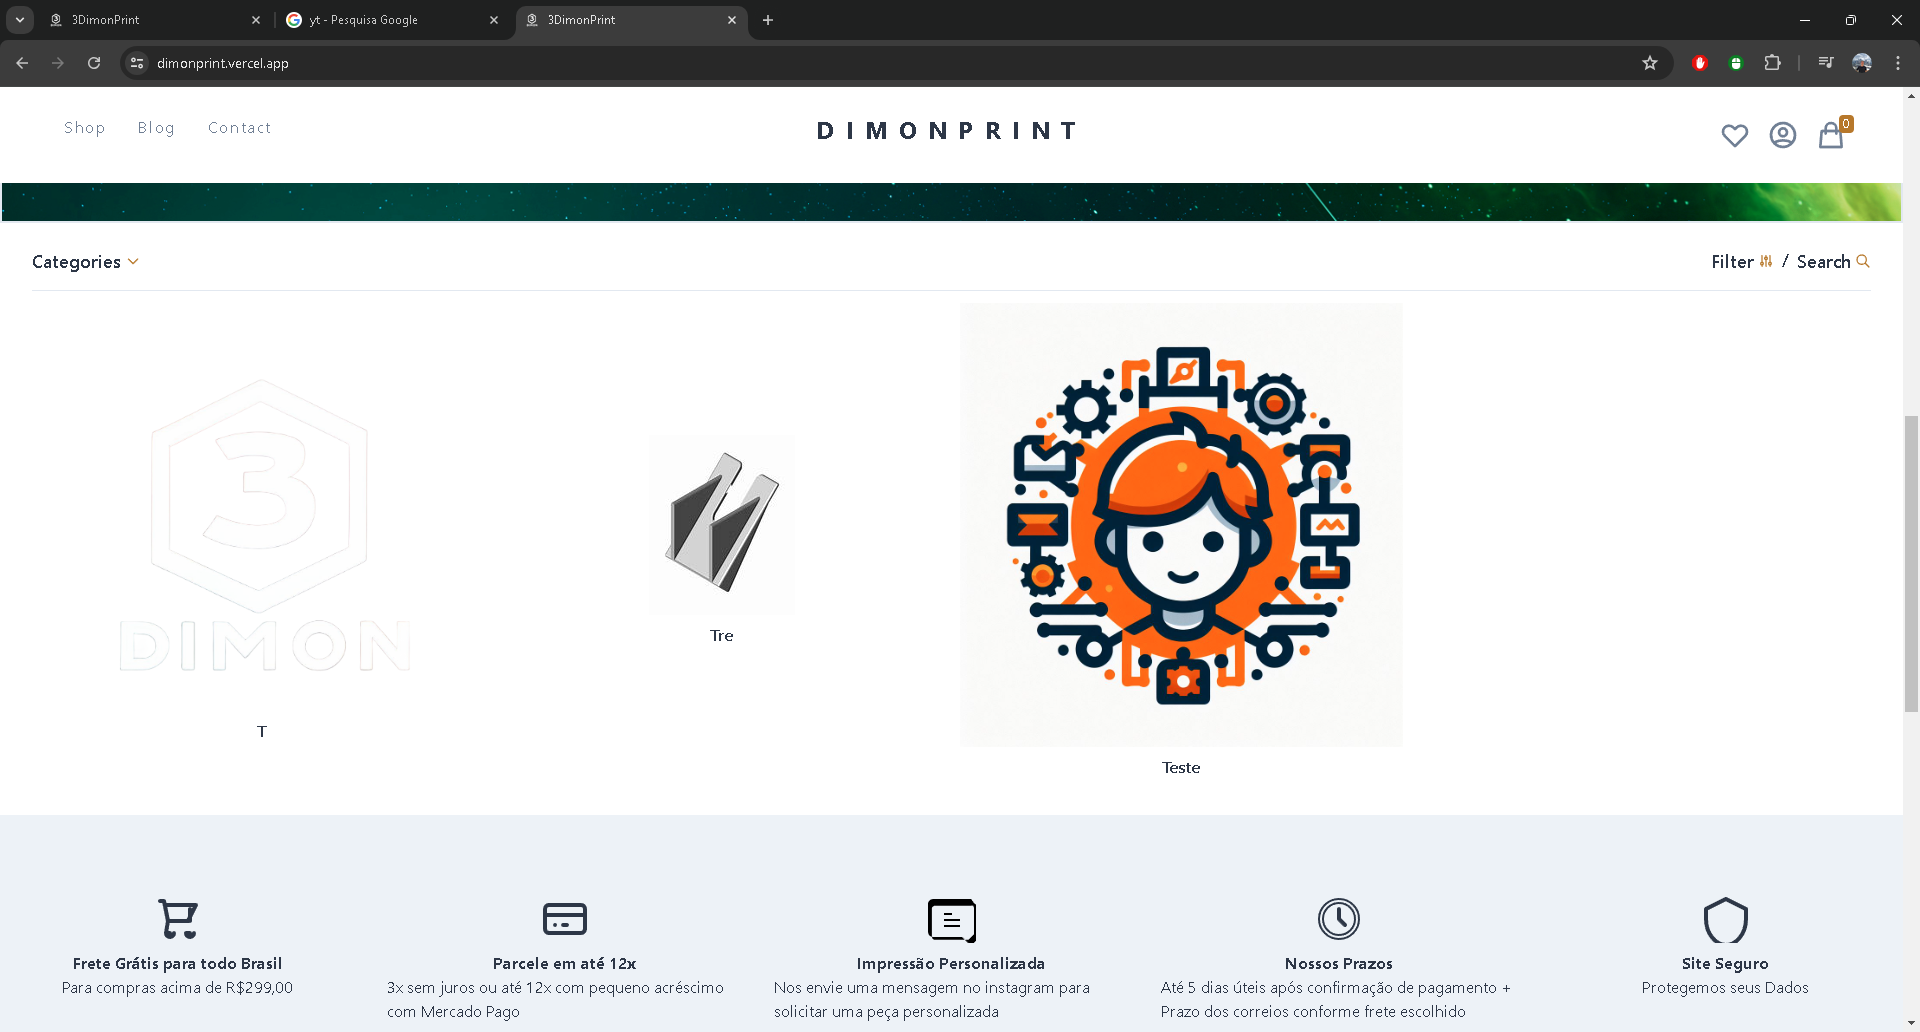 3DimonPrint
yt - Pesquisa Google
3DimonPrint
dimonprint.vercel.app
Shop
Blog
Contact
DIMONPRINT
0
Categories
Filter / Search
3
DIMON
T
Tre
Teste
Frete Grátis para todo Brasil
Para compras acima de R$299,00
Parcele em até 12x
3x sem juros ou até 12x com pequeno acréscimo
com Mercado Pago
Impressão Personalizada
Nos envie uma mensagem no instagram para
solicitar uma peça personalizada
Nossos Prazos
Até 5 dias úteis após confirmação de pagamento +
Prazo dos correios conforme frete escolhido
Site Seguro
Protegemos seus Dados